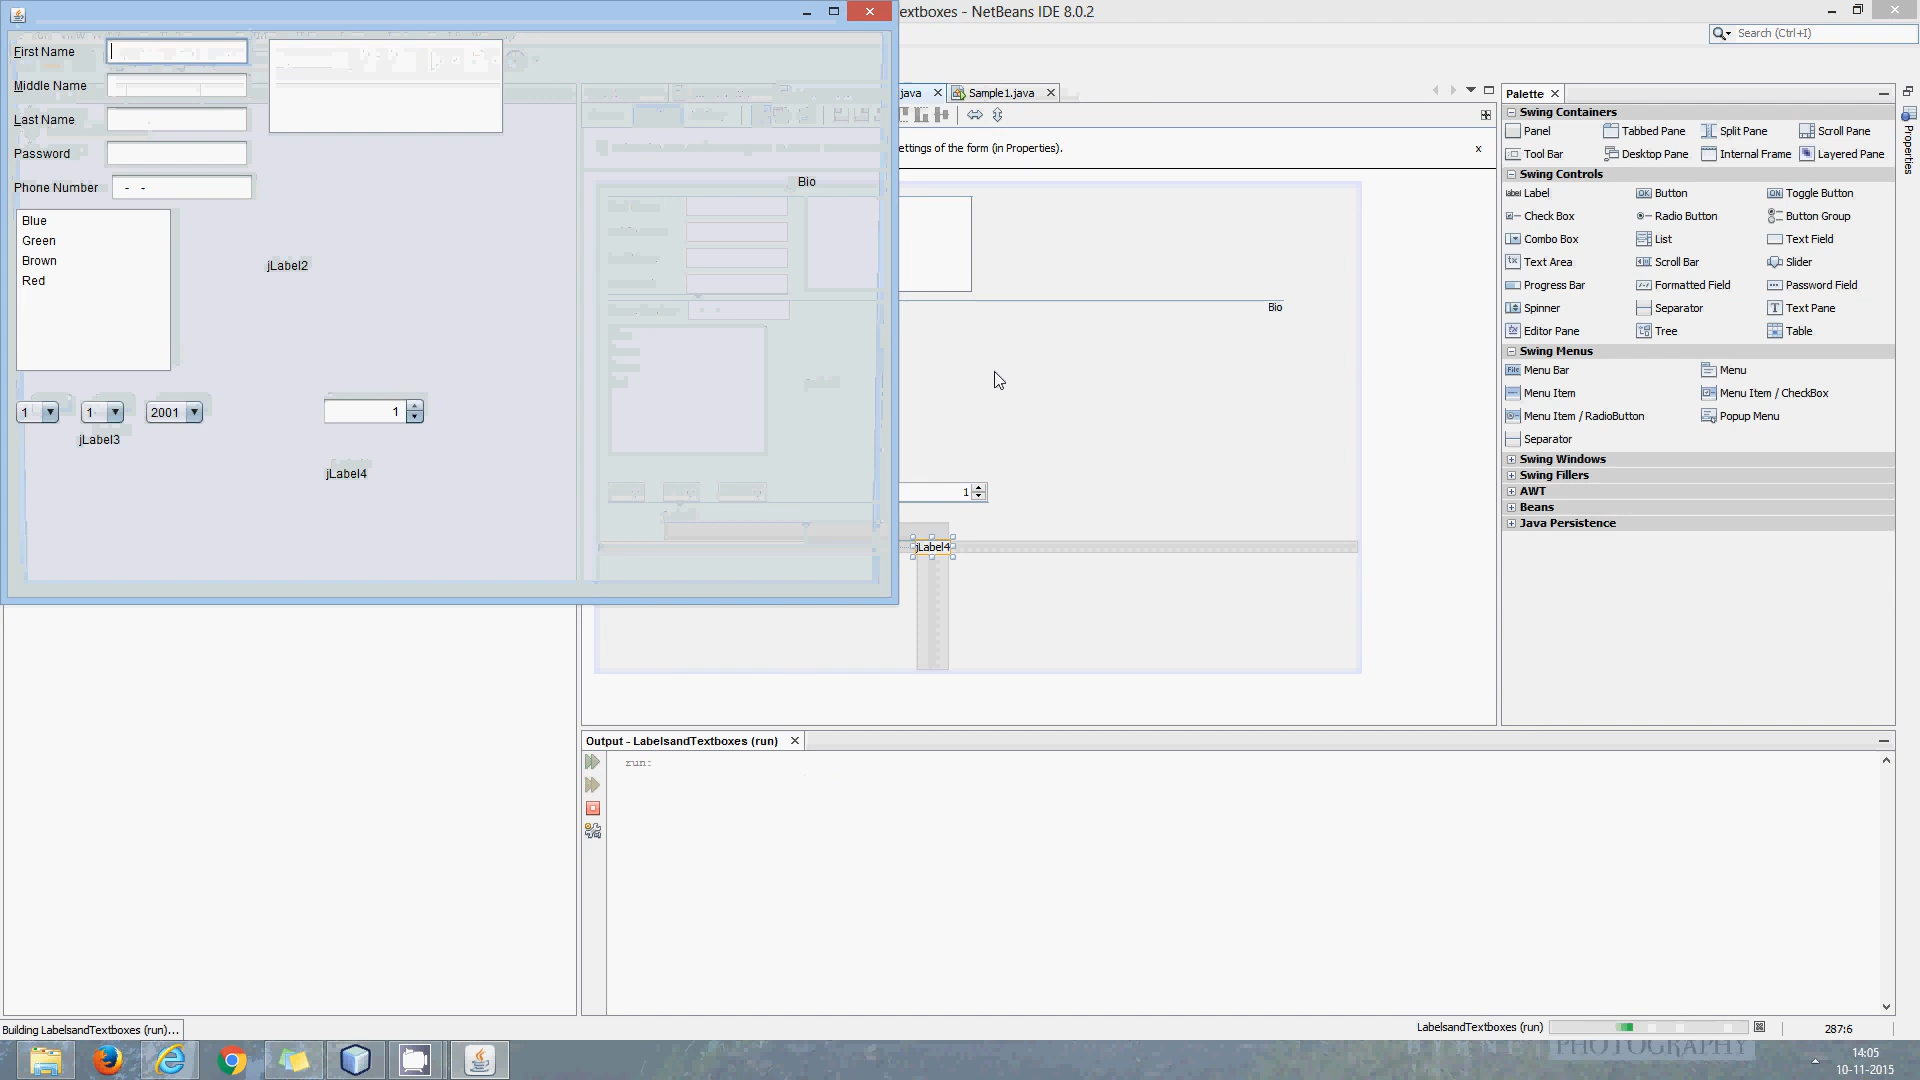 extboxes - NetBeans IDE 8.0.2
Search (Ctrl+I)
First Name
Middle Name
Last Name
Password
Phone Number
- -
Bio
Blue
Green
Brown
Red
jLabel2
1
1
2001
1
jLabel3
jLabel4
java
Sample1.java
ettings of the form (in Properties).
x
Bio
1
jLabel4
Palette
Swing Containers
Panel
Tabbed Pane
Split Pane
Scroll Pane
Tool Bar
Desktop Pane
Internal Frame
Layered Pane
Swing Controls
label Label
OK Button
ON Toggle Button
Check Box
Radio Button
Button Group
Combo Box
List
Text Field
Text Area
Scroll Bar
Slider
Progress Bar
Formatted Field
Password Field
Spinner
Separator
T Text Pane
Editor Pane
Tree
Table
Swing Menus
File Menu Bar
Menu
Menu Item
Menu Item / CheckBox
Menu Item / RadioButton
Popup Menu
Separator
Swing Windows
Swing Fillers
AWT
Beans
Java Persistence
Properties
Output - LabelsandTextboxes (run)
run:
Building LabelsandTextboxes (run)...
LabelsandTextboxes (run)
287:6
PHOTOGRAPHY
14:05
10-11-2015